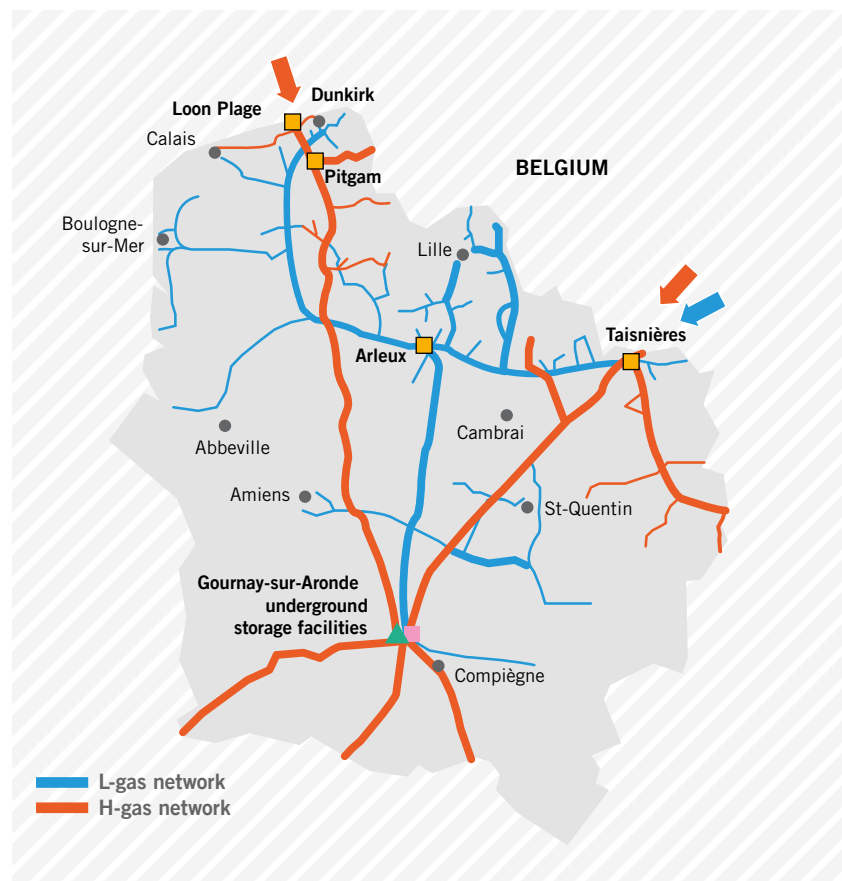 Loon Plage
Dunkirk
Calais
Pitgam
BELGIUM
Boulogne-
sur-Mer
Lille
Taisnières
Arleux
Cambrai
Abbeville
Amiens
St-Quentin
Gournay-sur-Aronde
underground
storage facilities
Compiègne
L-gas network
H-gas network